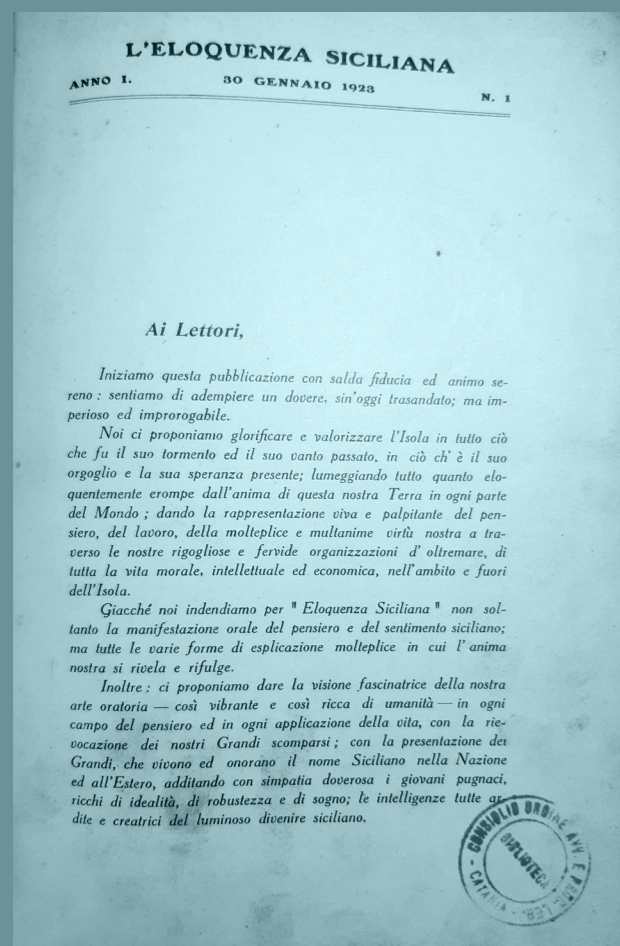 L'ELOQUENZA SICILIANA
ANNO I. 30 GENNAIO 1923 N. 1
Ai Lettori,
Iniziamo questa pubblicazione con salda fiducia ed animo se-
reno : sentiamo di adempiere un dovere, sin'oggi trasandato; ma im-
perioso ed improrogabile.
Noi ci proponiamo glorificare e valorizzare l'Isola in tutto ciò
che fu il suo tormento ed il suo vanto passato, in ciò ch' è il suo
orgoglio e la sua speranza presente; lumeggiando tutto quanto elo-
quentemente erompe dall'anima di questa nostra Terra in ogni parte
del Mondo ; dando la rappresentazione viva e palpitante del pen-
siero, del lavoro, della molteplice e multanime virtù nostra a tra-
verso le nostre rigogliose e fervide organizzazioni d' oltremare, di
tutta la vita morale, intellettuale ed economica, nell'ambito e fuori
dell'Isola.
Giacché noi indendiamo per " Eloquenza Siciliana " non sol-
tanto la manifestazione orale del pensiero e del sentimento siciliano;
ma tutte le varie forme di esplicazione molteplice in cui l' anima
nostra si rivela e rifulge.
Inoltre : ci proponiamo dare la visione fascinatrice della nostra
arte oratoria — così vibrante e così ricca di umanità — in ogni
campo del pensiero ed in ogni applicazione della vita, con la rie-
vocazione dei nostri Grandi scomparsi ; con la presentazione dei
Grandi, che vivono ed onorano il nome Siciliano nella Nazione
ed all'Estero, additando con simpatia doverosa i giovani pugnaci,
ricchi di idealità, di robustezza e di sogno; le intelligenze tutte ar-
dite e creatrici del luminoso divenire siciliano.
CONSIGLIO ORDINE AVV. E PROC. LEG.
BIBLIOTECA
- CATANIA -